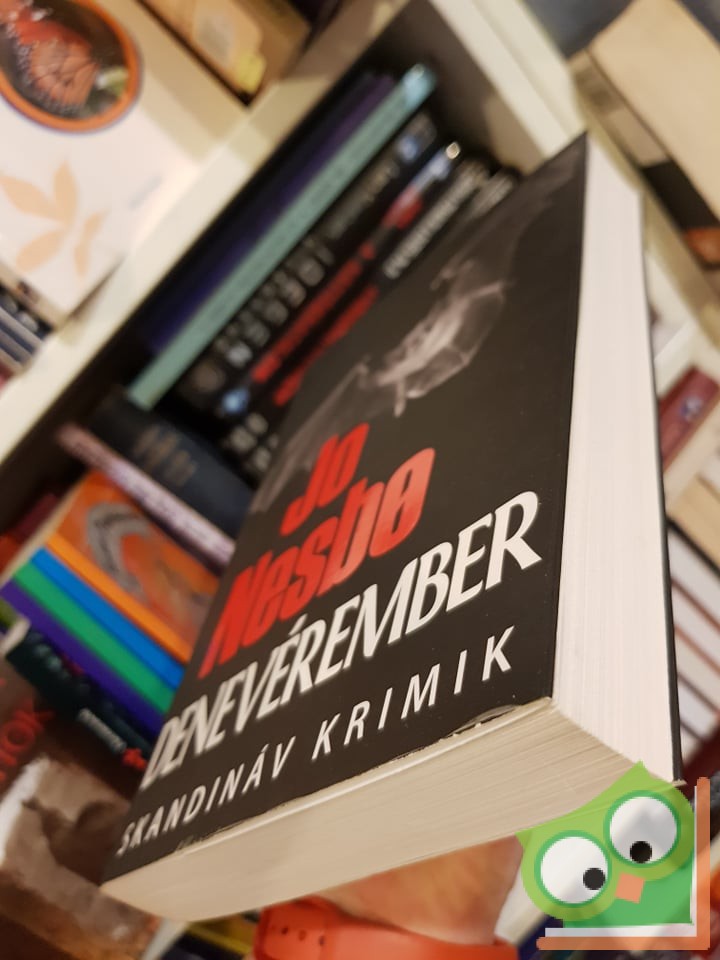 Jo
Nesbø
DENEVÉREMBER
SKANDINÁV KRIMIK